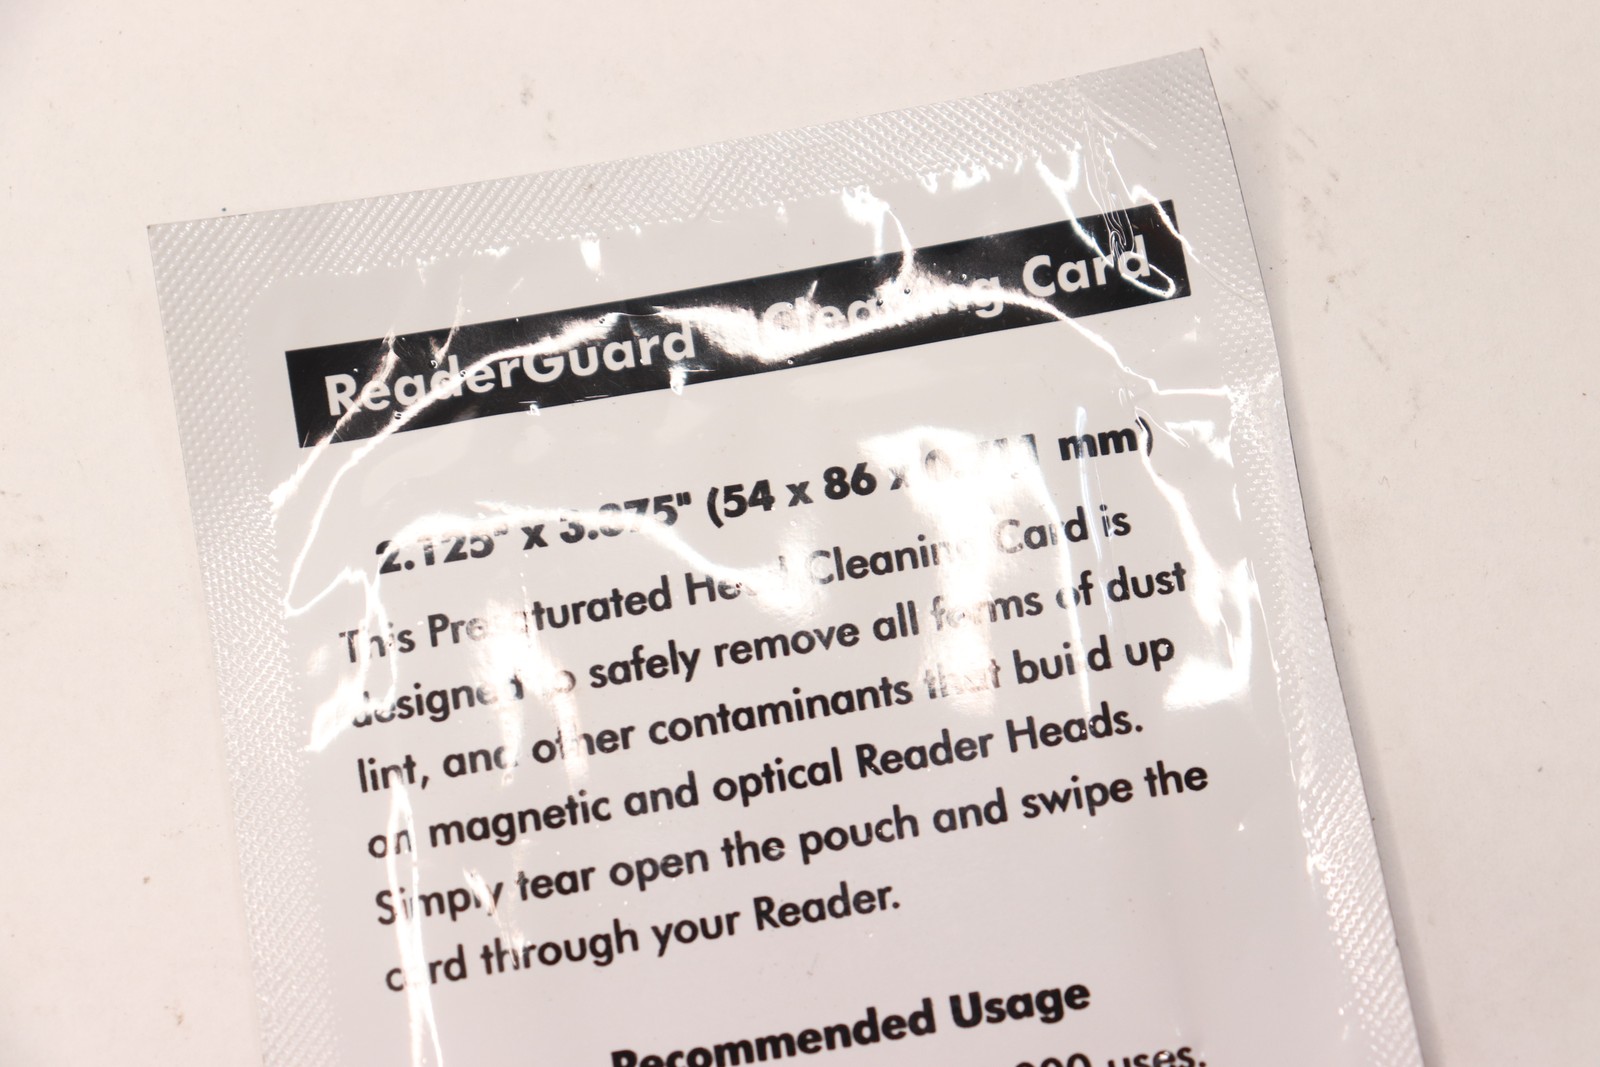 ReaderGuard Cleaning Card
2.125" x 3.375" (54 x 86 x mm)
This Presaturated Head Cleaning Card is
designed to safely remove all forms of dust
lint, and other contaminants that build up
on magnetic and optical Reader Heads.
Simply tear open the pouch and swipe the
card through your Reader.
Recommended Usage
uses.